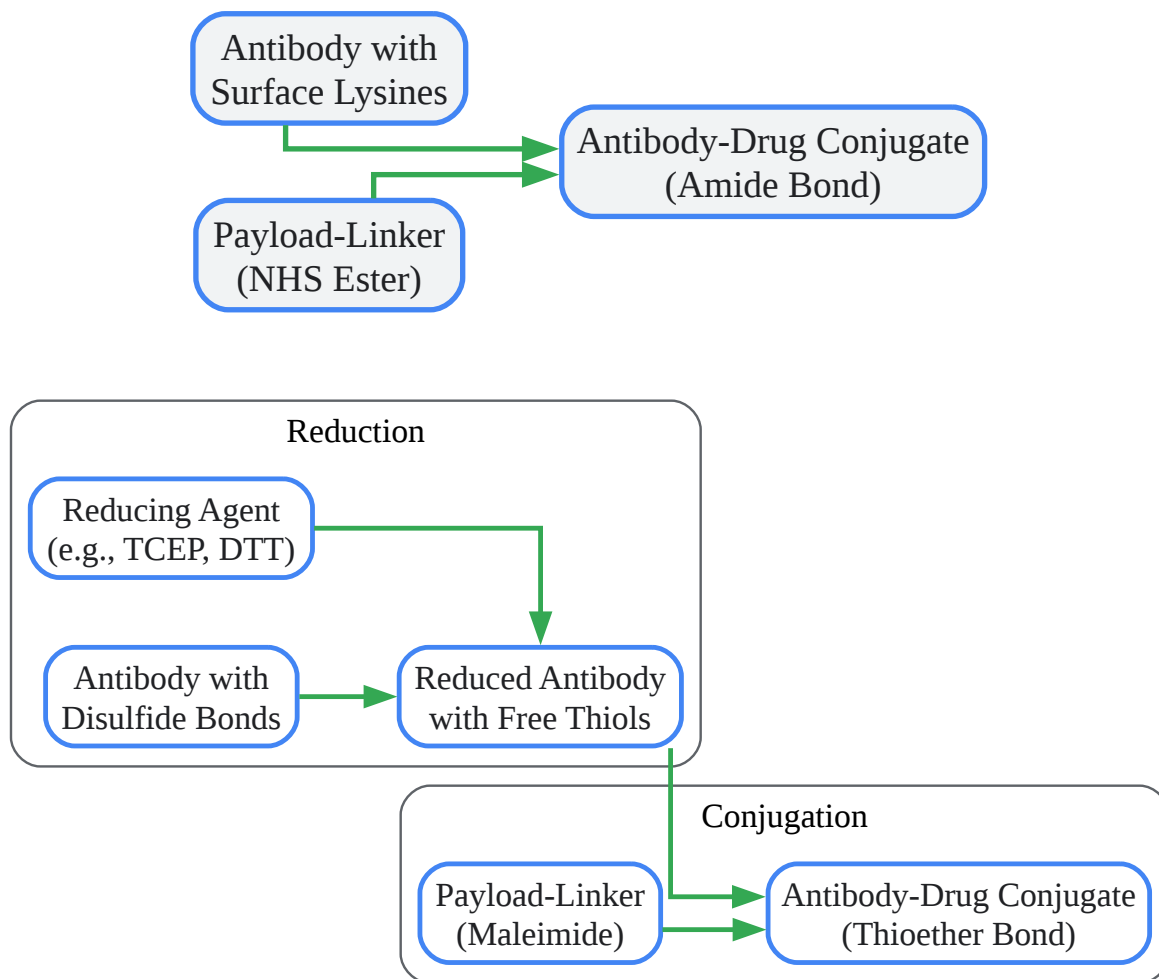 Antibody with
Surface Lysines
Antibody-Drug Conjugate
(Amide Bond)
Payload-Linker
(NHS Ester)
Reduction
Reducing Agent
(e.g., TCEP, DTT)
Antibody with
Disulfide Bonds
Reduced Antibody
with Free Thiols
Conjugation
Payload-Linker
(Maleimide)
Antibody-Drug Conjugate
(Thioether Bond)